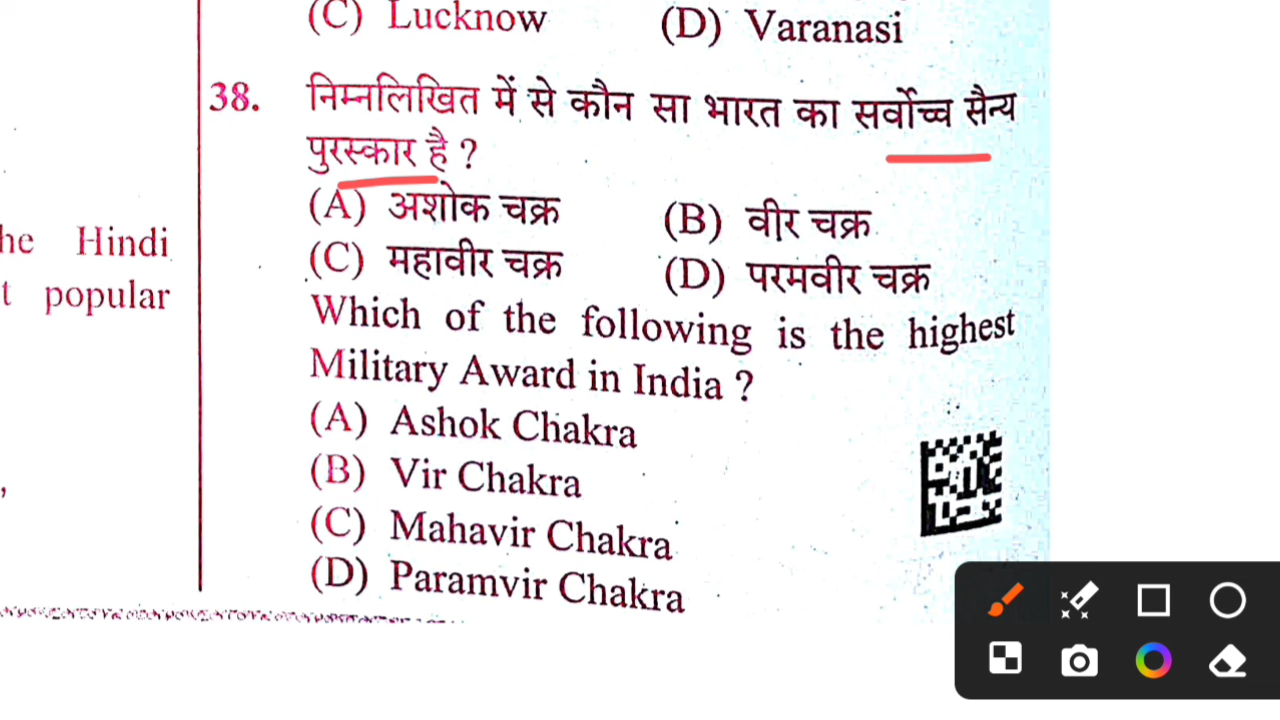 (C) Lucknow (D) Varanasi
38. निम्नलिखित में से कौन सा भारत का सर्वोच्च सैन्य
पुरस्कार है ?
(A) अशोक चक्र (B) वीर चक्र
(C) महावीर चक्र (D) परमवीर चक्र
Which of the following is the highest
Military Award in India ?
(A) Ashok Chakra
(B) Vir Chakra
(C) Mahavir Chakra
(D) Paramvir Chakra
he Hindi
t popular
,